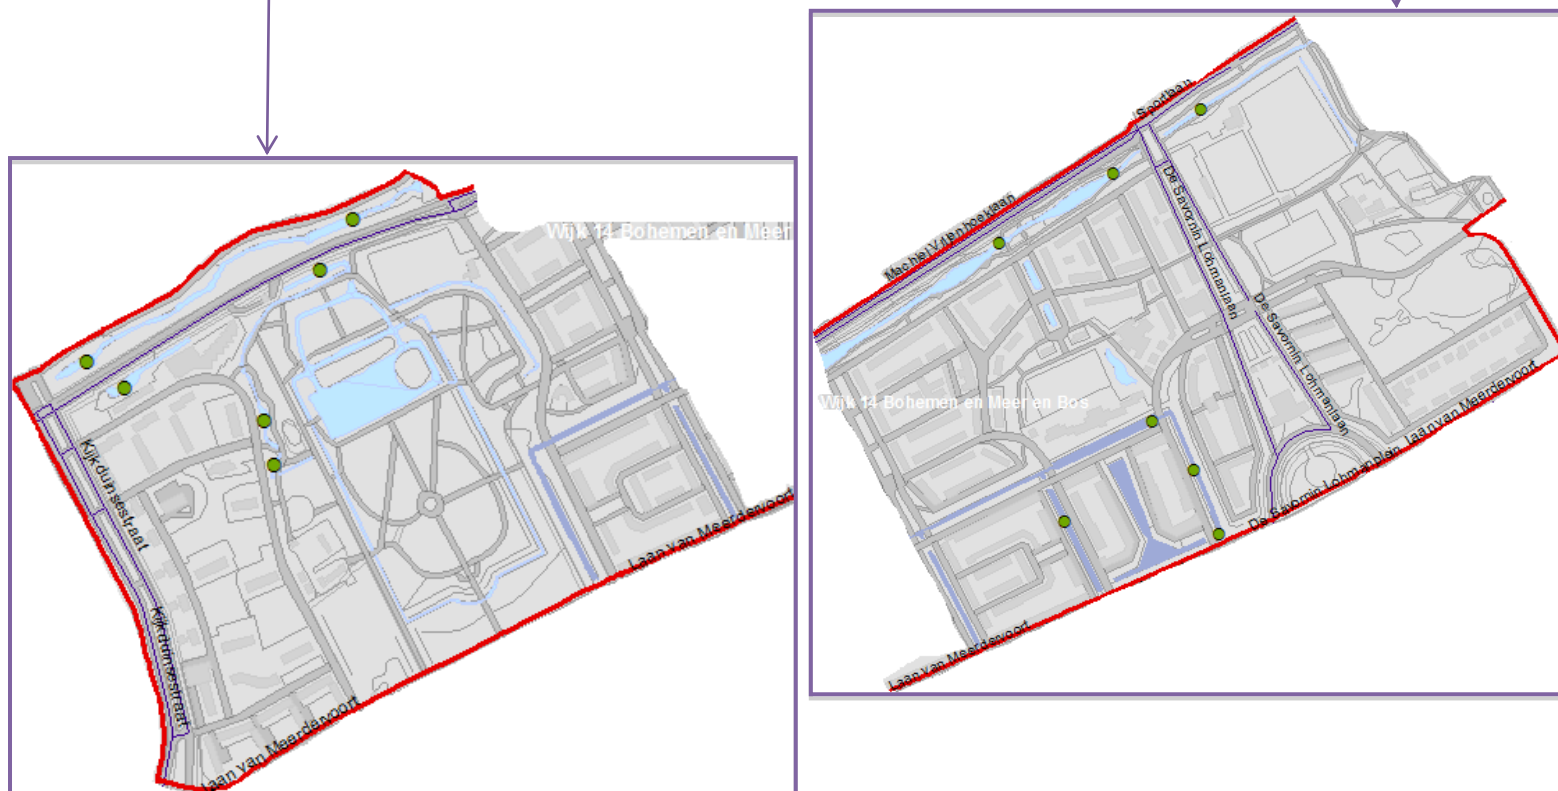 Wijk 14 Bohemen en Meer
Kijkduinsestraat
Kijkduinsestraat
Laan van Meerdervoort
Laan van Meerdervoort
Sportlaan
Machiel Vrijenhoeklaan
De Savornin Lohmanlaan
De Savornin Lohmanlaan
Wijk 14 Bohemen en Meer en Bos
Laan van Meerdervoort
De Savornin Lohmanplein
Laan van Meerdervoort